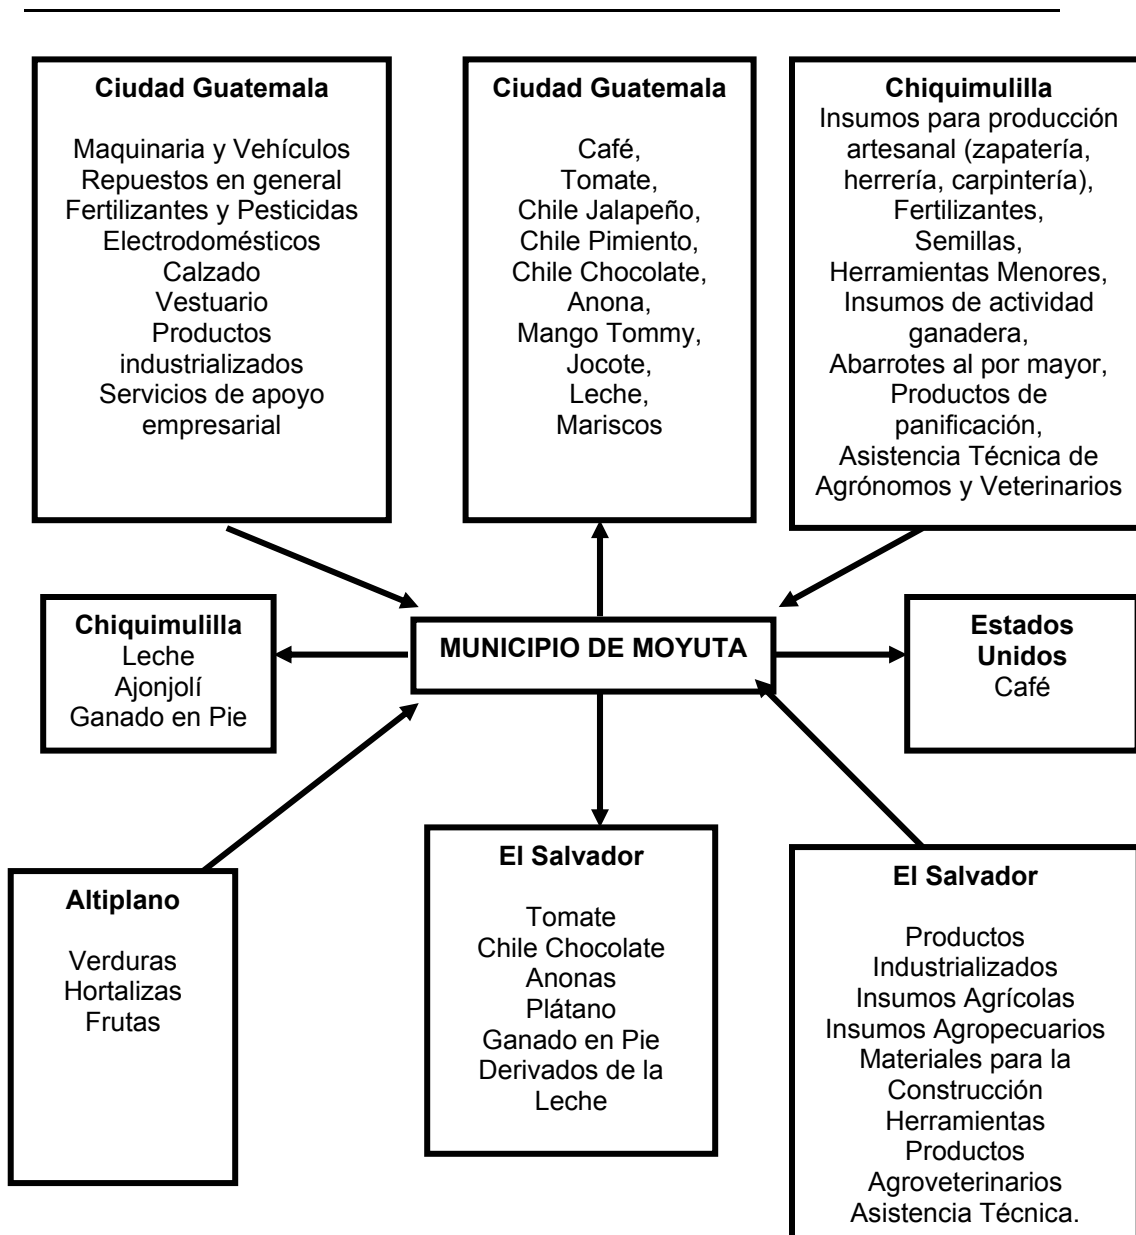 Ciudad Guatemala
Maquinaria y Vehículos
Repuestos en general
Fertilizantes y Pesticidas
Electrodomésticos
Calzado
Vestuario
Productos
industrializados
Servicios de apoyo
empresarial
Ciudad Guatemala
Café,
Tomate,
Chile Jalapeño,
Chile Pimiento,
Chile Chocolate,
Anona,
Mango Tommy,
Jocote,
Leche,
Mariscos
Chiquimulilla
Insumos para producción
artesanal (zapatería,
herrería, carpintería),
Fertilizantes,
Semillas,
Herramientas Menores,
Insumos de actividad
ganadera,
Abarrotes al por mayor,
Productos de
panificación,
Asistencia Técnica de
Agrónomos y Veterinarios
Chiquimulilla
Leche
Ajonjolí
Ganado en Pie
MUNICIPIO DE MOYUTA
Estados
Unidos
Café
Altiplano
Verduras
Hortalizas
Frutas
El Salvador
Tomate
Chile Chocolate
Anonas
Plátano
Ganado en Pie
Derivados de la
Leche
El Salvador
Productos
Industrializados
Insumos Agrícolas
Insumos Agropecuarios
Materiales para la
Construcción
Herramientas
Productos
Agroveterinarios
Asistencia Técnica.